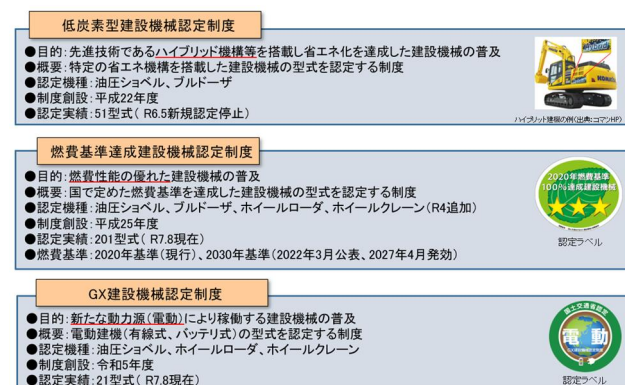 低炭素型建設機械認定制度
●目的:先進技術であるハイブリッド機構等を搭載し省エネ化を達成した建設機械の普及
●概要:特定の省エネ機構を搭載した建設機械の型式を認定する制度
●認定機種:油圧ショベル、ブルドーザ
●制度創設:平成22年度
●認定実績:51型式( R6.5新規認定停止)
ハイブリット建機の例(出典:コマツHP)
燃費基準達成建設機械認定制度
●目的:燃費性能の優れた建設機械の普及
●概要:国で定めた燃費基準を達成した建設機械の型式を認定する制度
●認定機種:油圧ショベル、ブルドーザ、ホイールローダ、ホイールクレーン(R4追加)
●制度創設:平成25年度
●認定実績:201型式( R7.8現在)
●燃費基準:2020年基準(現行)、2030年基準(2022年3月公表、2027年4月発効)
2020年燃費基準
100%達成建設機械
認定ラベル
GX建設機械認定制度
●目的:新たな動力源(電動)により稼働する建設機械の普及
●概要:電動建機(有線式、バッテリ式)の型式を認定する制度
●認定機種:油圧ショベル、ホイールローダ、ホイールクレーン
●制度創設:令和5年度
●認定実績:21型式( R7.8現在)
国土交通省認定
電動
認定ラベル